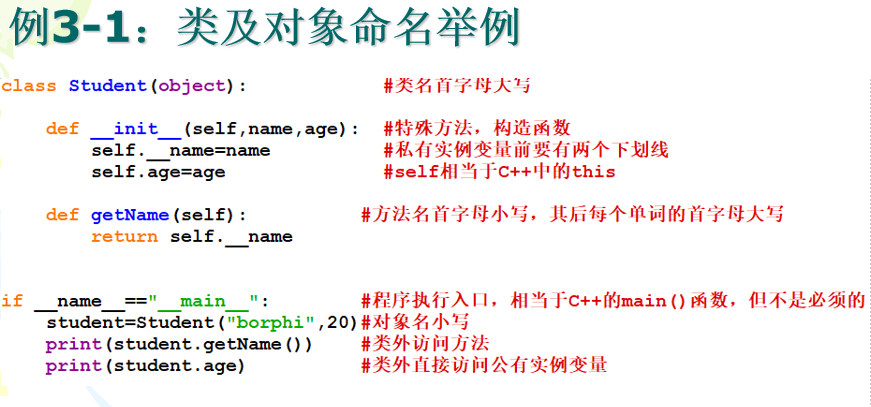 例3-1：类及对象命名举例
class Student(object): #类名首字母大写
def __init__(self,name,age): #特殊方法，构造函数
self.__name=name #私有实例变量前要有两个下划线
self.age=age #self相当于C++中的this
def getName(self): #方法名首字母小写，其后每个单词的首字母大写
return self.__name
if __name__=="__main__": #程序执行入口，相当于C++的main()函数，但不是必须的
student=Student("borphi",20)#对象名小写
print(student.getName()) #类外访问方法
print(student.age) #类外直接访问公有实例变量